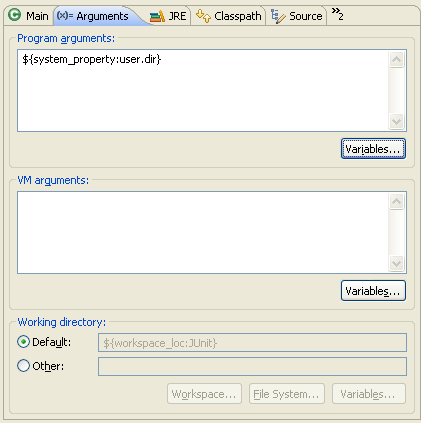 Main (x)= Arguments JRE Classpath Source »2
Program arguments:
${system_property:user.dir}
Variables...
VM arguments:
Variables...
Working directory:
Default: ${workspace_loc:JUnit}
Other:
Workspace... File System... Variables...